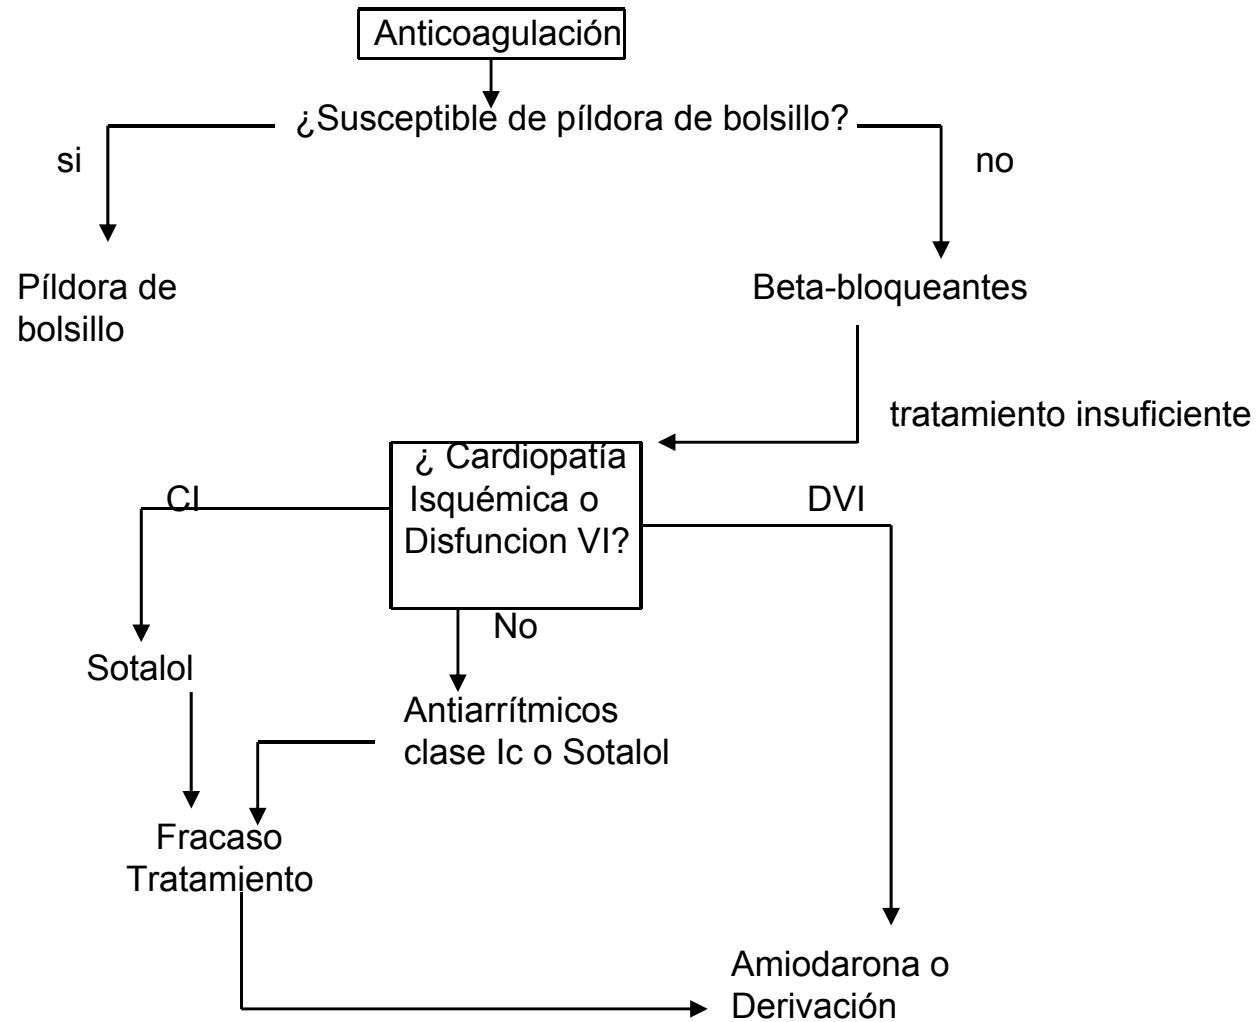 Anticoagulación
¿Susceptible de píldora de bolsillo?
si
no
Píldora de
bolsillo
Beta-bloqueantes
tratamiento insuficiente
¿ Cardiopatía
Isquémica o
Disfuncion VI?
CI
DVI
No
Sotalol
Antiarrítmicos
clase Ic o Sotalol
Fracaso
Tratamiento
Amiodarona o
Derivación